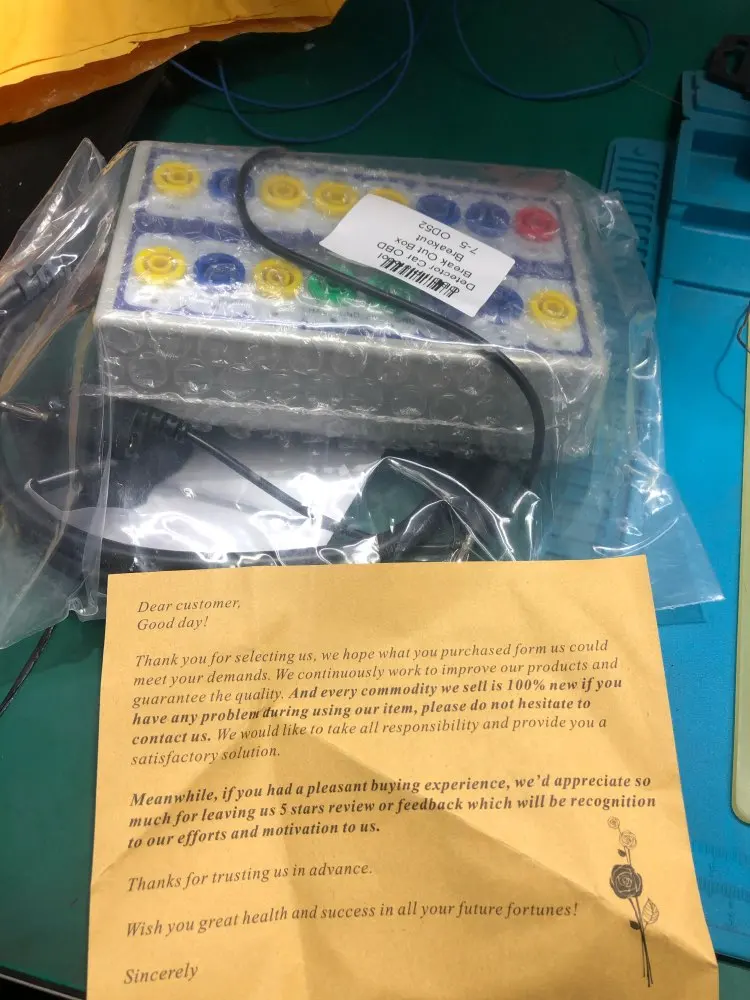 Detector Car OBD
Break Out Box
Breakout
7-5- OD52
Dear customer,
Good day!
Thank you for selecting us, we hope what you purchased form us could
meet your demands. We continuously work to improve our products and
guarantee the quality. And every commodity we sell is 100% new if you
have any problem during using our item, please do not hesitate to
contact us. We would like to take all responsibility and provide you a
satisfactory solution.
Meanwhile, if you had a pleasant buying experience, we'd appreciate so
much for leaving us 5 stars review or feedback which will be recognition
to our efforts and motivation to us.
Thanks for trusting us in advance.
Wish you great health and success in all your future fortunes!
Sincerely